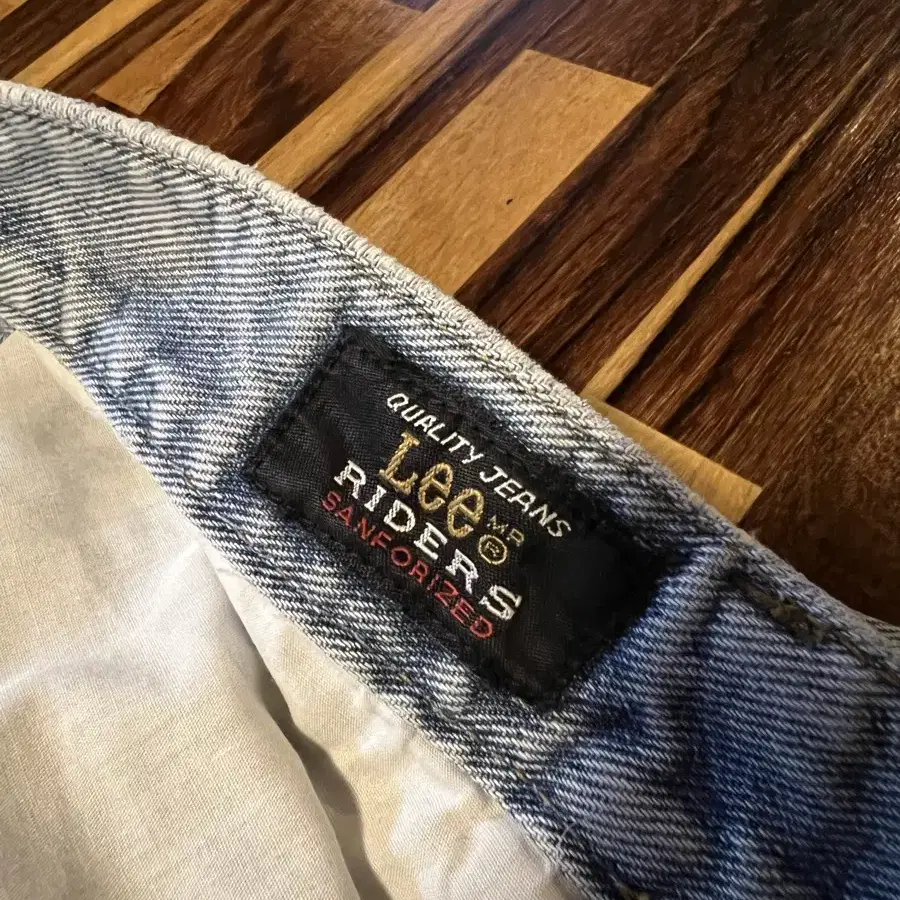 QUALITY JEANS
Lee MR
®
RIDERS
SANFORIZED